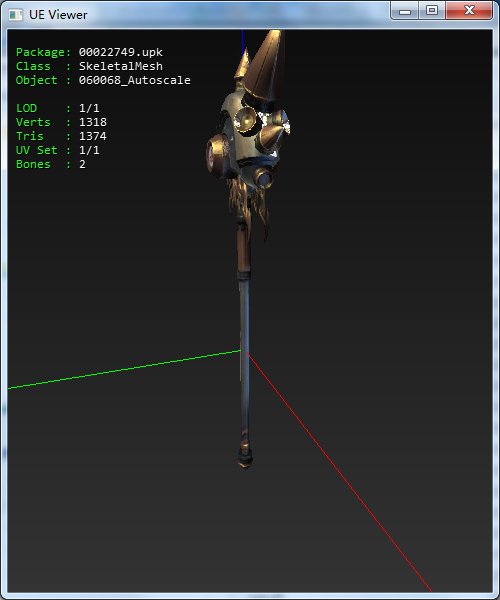 UE Viewer
Package: 00022749.upk
Class : SkeletalMesh
Object : 060068_Autoscale
LOD : 1/1
Verts : 1318
Tris : 1374
UV Set : 1/1
Bones : 2